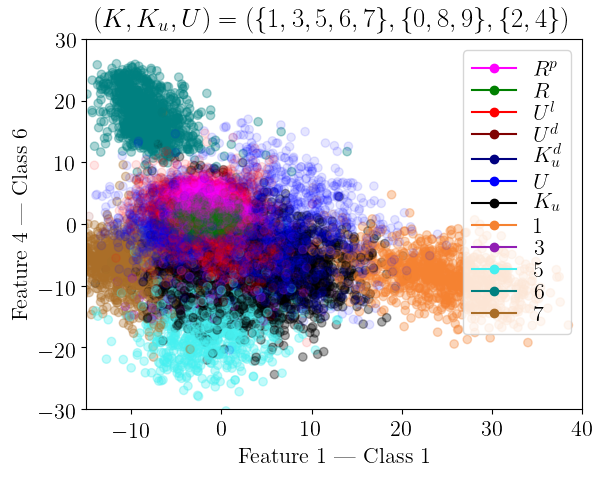 (K, K_u, U) = ({1, 3, 5, 6, 7}, {0, 8, 9}, {2, 4})
30
20
10
0
−10
−20
−30
Feature 4 — Class 6
−10
0
10
20
30
40
Feature 1 — Class 1
R^p
R
U^l
U^d
K_u^d
U
K_u
1
3
5
6
7